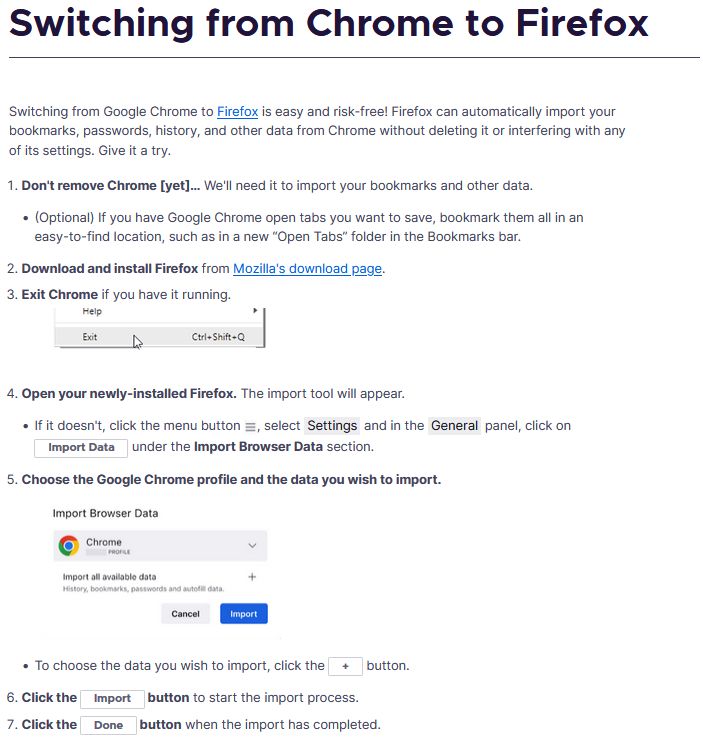 Switching from Chrome to Firefox
Switching from Google Chrome to Firefox is easy and risk-free! Firefox can automatically import your
bookmarks, passwords, history, and other data from Chrome without deleting it or interfering with any
of its settings. Give it a try.
1. Don't remove Chrome [yet]... We'll need it to import your bookmarks and other data.
• (Optional) If you have Google Chrome open tabs you want to save, bookmark them all in an
easy-to-find location, such as in a new “Open Tabs” folder in the Bookmarks bar.
2. Download and install Firefox from Mozilla's download page.
3. Exit Chrome if you have it running.
Help
Exit Ctrl+Shift+Q
4. Open your newly-installed Firefox. The import tool will appear.
• If it doesn't, click the menu button ≡, select Settings and in the General panel, click on
Import Data under the Import Browser Data section.
5. Choose the Google Chrome profile and the data you wish to import.
Import Browser Data
Chrome
PROFILE
Import all available data +
History, bookmarks, passwords and autofill data.
Cancel Import
• To choose the data you wish to import, click the + button.
6. Click the Import button to start the import process.
7. Click the Done button when the import has completed.